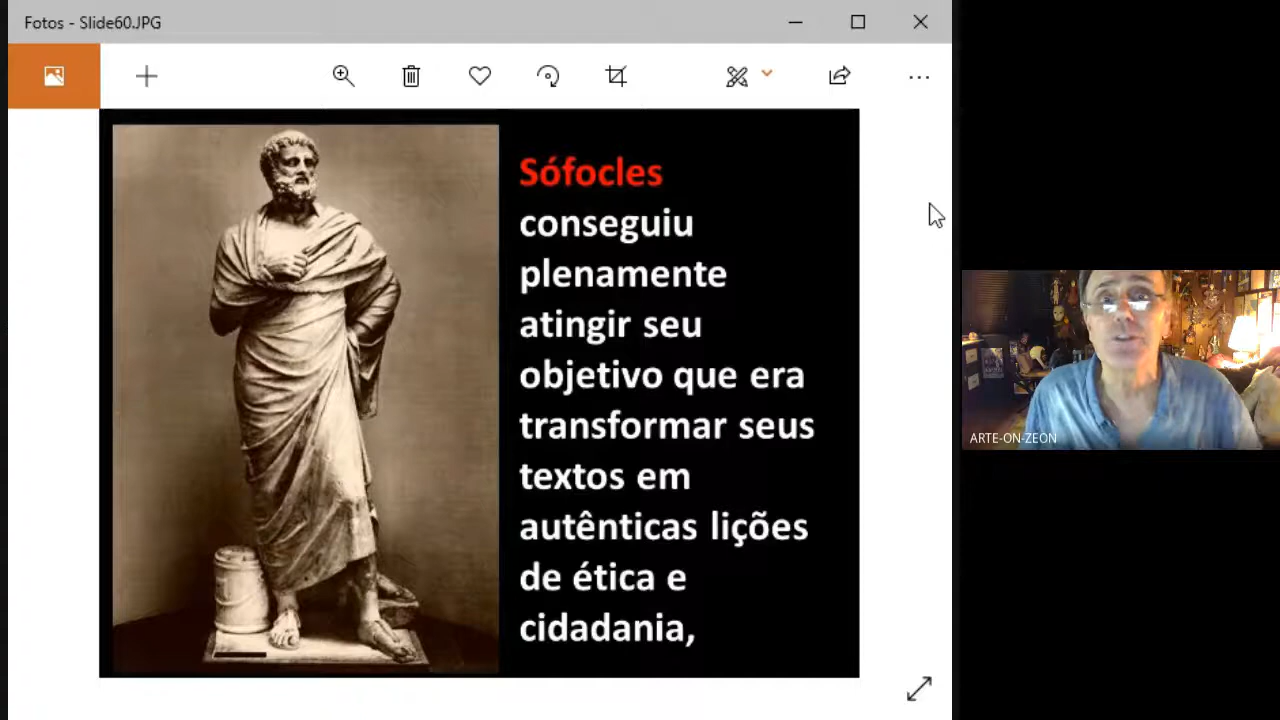 Fotos - Slide60.JPG
Sófocles
conseguiu
plenamente
atingir seu
objetivo que era
transformar seus
textos em
autênticas lições
de ética e
cidadania,
ARTE-ON-ZEON